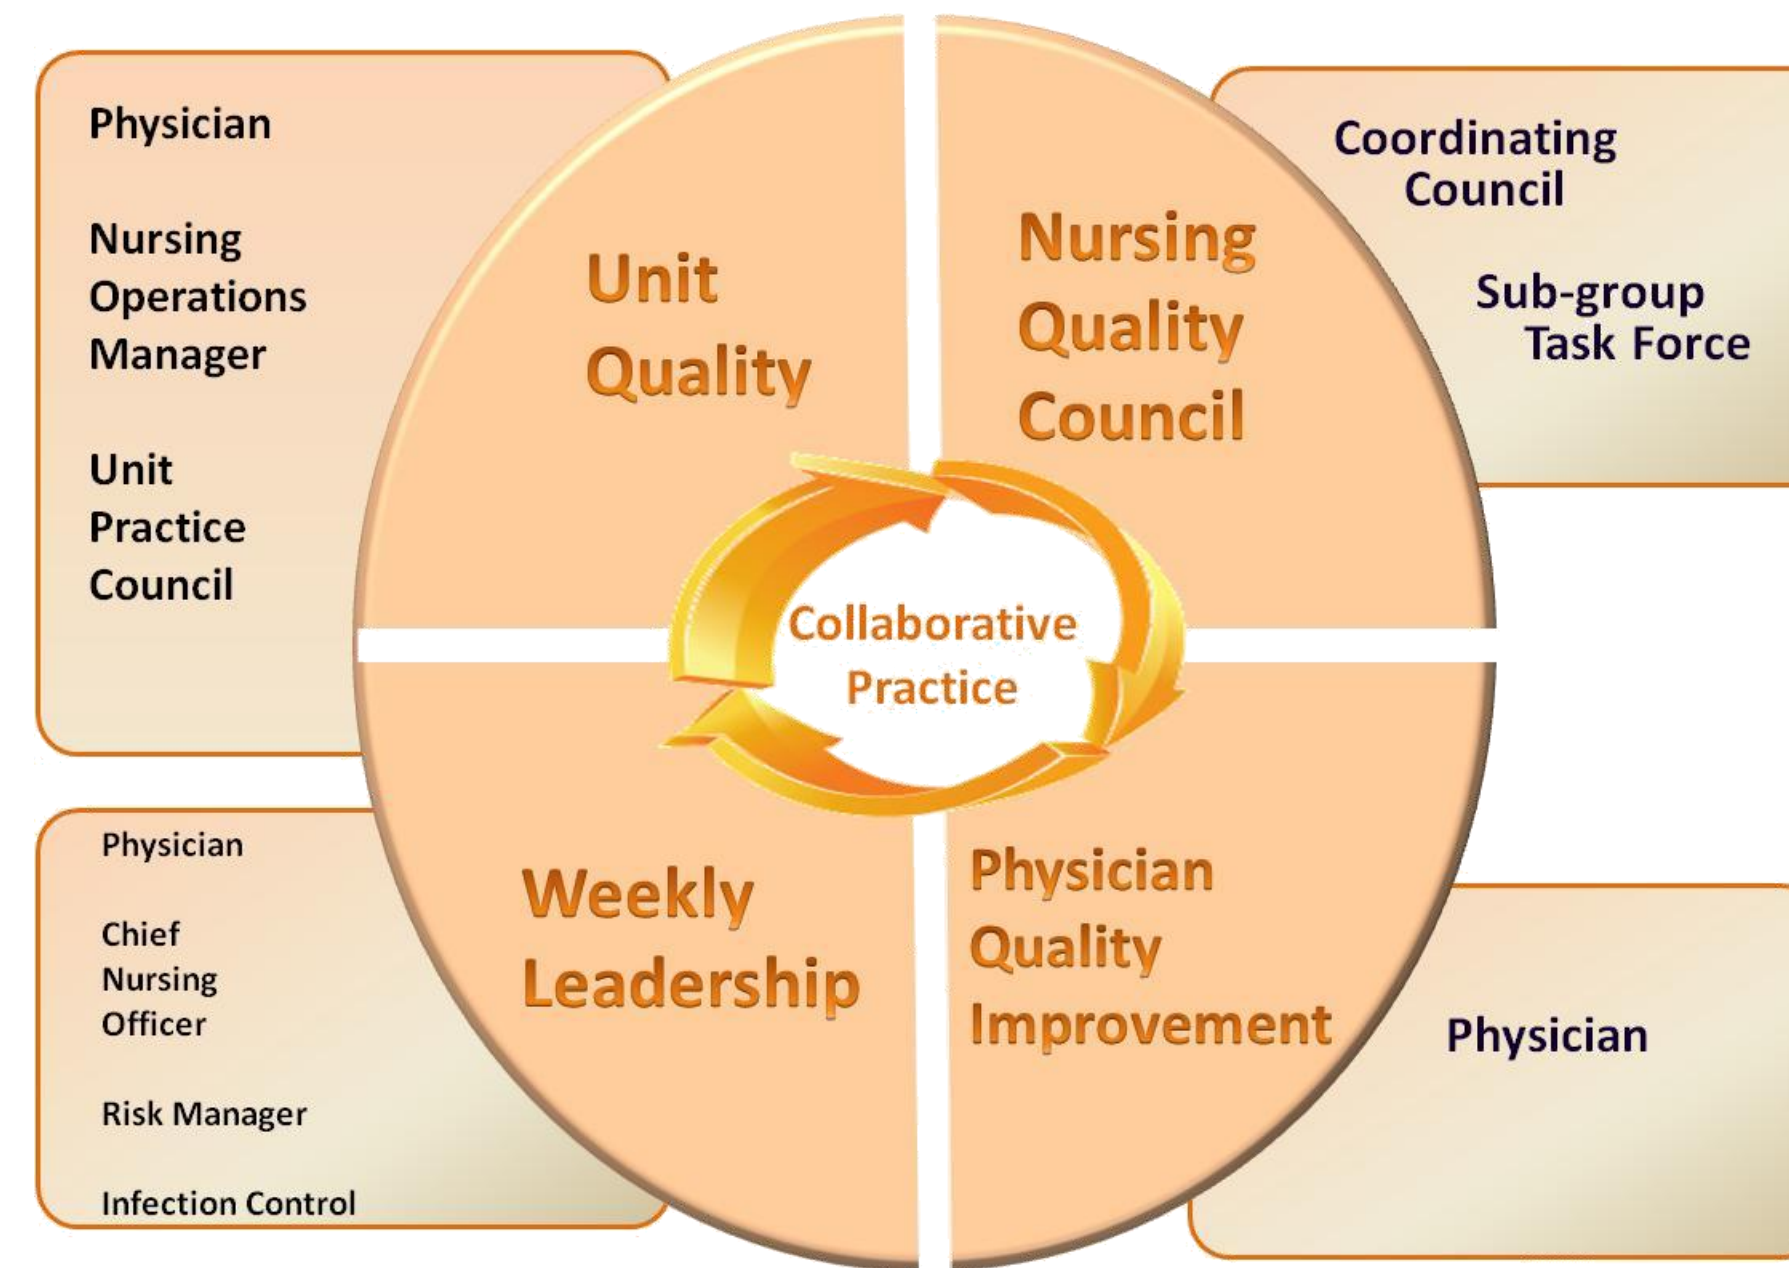 Physician
Nursing
Operations
Manager
Unit
Practice
Council
Unit
Quality
Nursing
Quality
Council
Coordinating
Council
Sub-group
Task Force
Collaborative
Practice
Physician
Chief
Nursing
Officer
Risk Manager
Infection Control
Weekly
Leadership
Physician
Quality
Improvement
Physician